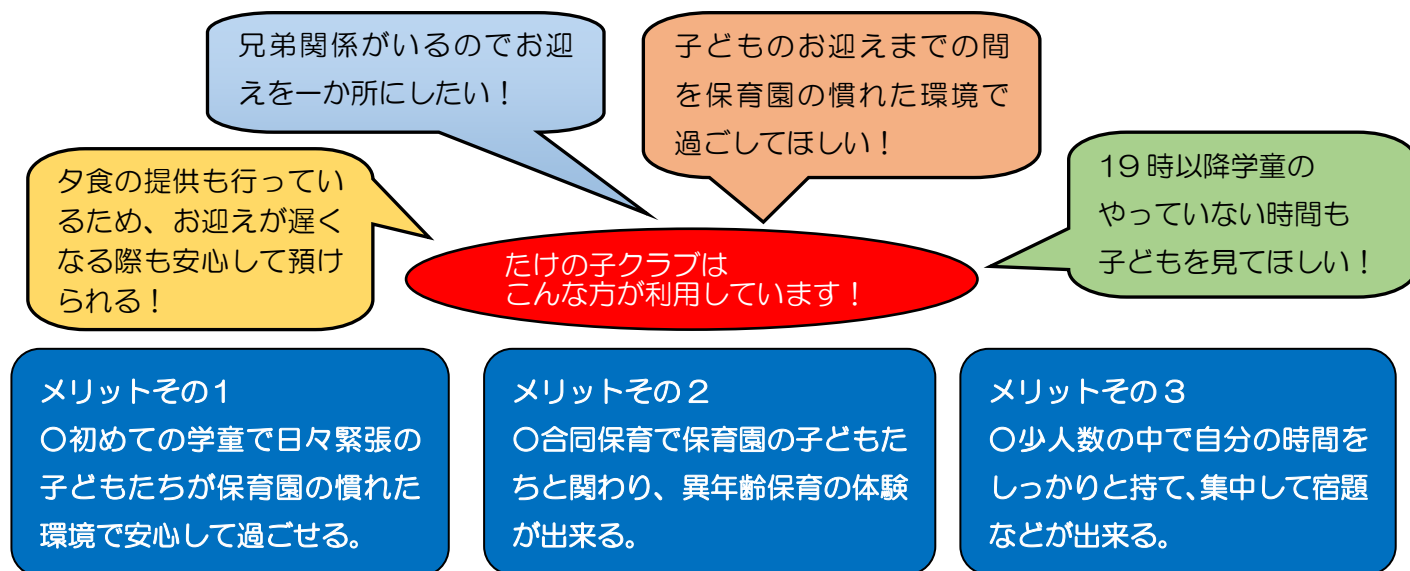 兄弟関係がいるのでお迎
えを一か所にしたい！
子どものお迎えまでの間
を保育園の慣れた環境で
過ごしてほしい！
夕食の提供も行ってい
るため、お迎えが遅く
なる際も安心して預け
られる！
19時以降学童の
やっていない時間も
子どもを見てほしい！
たけの子クラブは
こんな方が利用しています！
メリットその1
〇初めての学童で日々緊張の
子どもたちが保育園の慣れた
環境で安心して過ごせる。
メリットその２
〇合同保育で保育園の子どもた
ちと関わり、異年齢保育の体験
が出来る。
メリットその３
〇少人数の中で自分の時間を
しっかりと持て、集中して宿題
などが出来る。